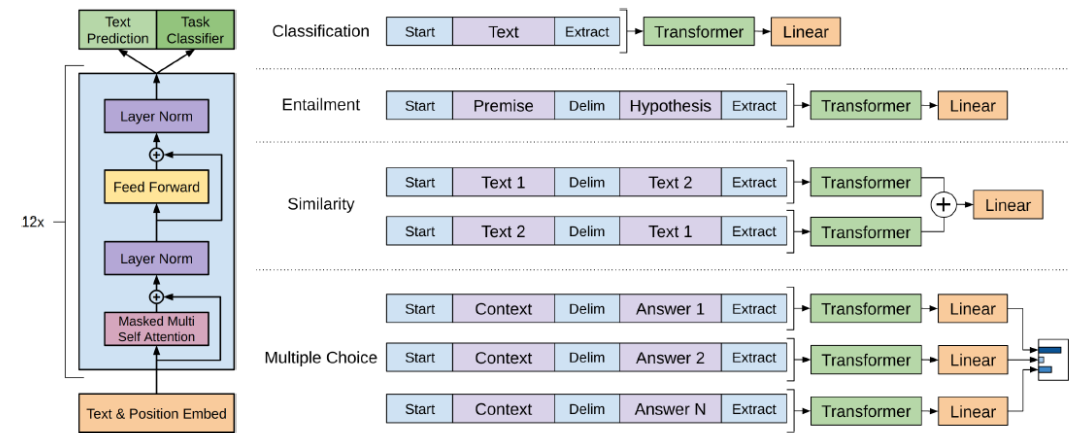 Text
Prediction
Task
Classifier
12x
Layer Norm
+
Feed Forward
Layer Norm
+
Masked Multi
Self Attention
Text & Position Embed
Classification
Start Text Extract Transformer Linear
Entailment
Start Premise Delim Hypothesis Extract Transformer Linear
Similarity
Start Text 1 Delim Text 2 Extract Transformer
Start Text 2 Delim Text 1 Extract Transformer
+ Linear
Multiple Choice
Start Context Delim Answer 1 Extract Transformer Linear
Start Context Delim Answer 2 Extract Transformer Linear
Start Context Delim Answer N Extract Transformer Linear